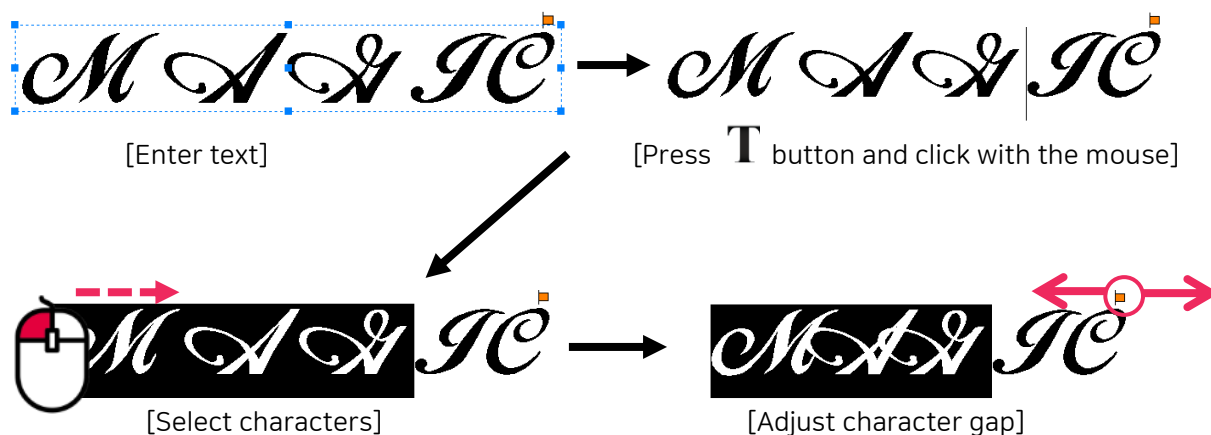 MAGIC
[Enter text]
MAGIC
[Press T button and click with the mouse]
MAGIC
[Select characters]
MAGIC
[Adjust character gap]